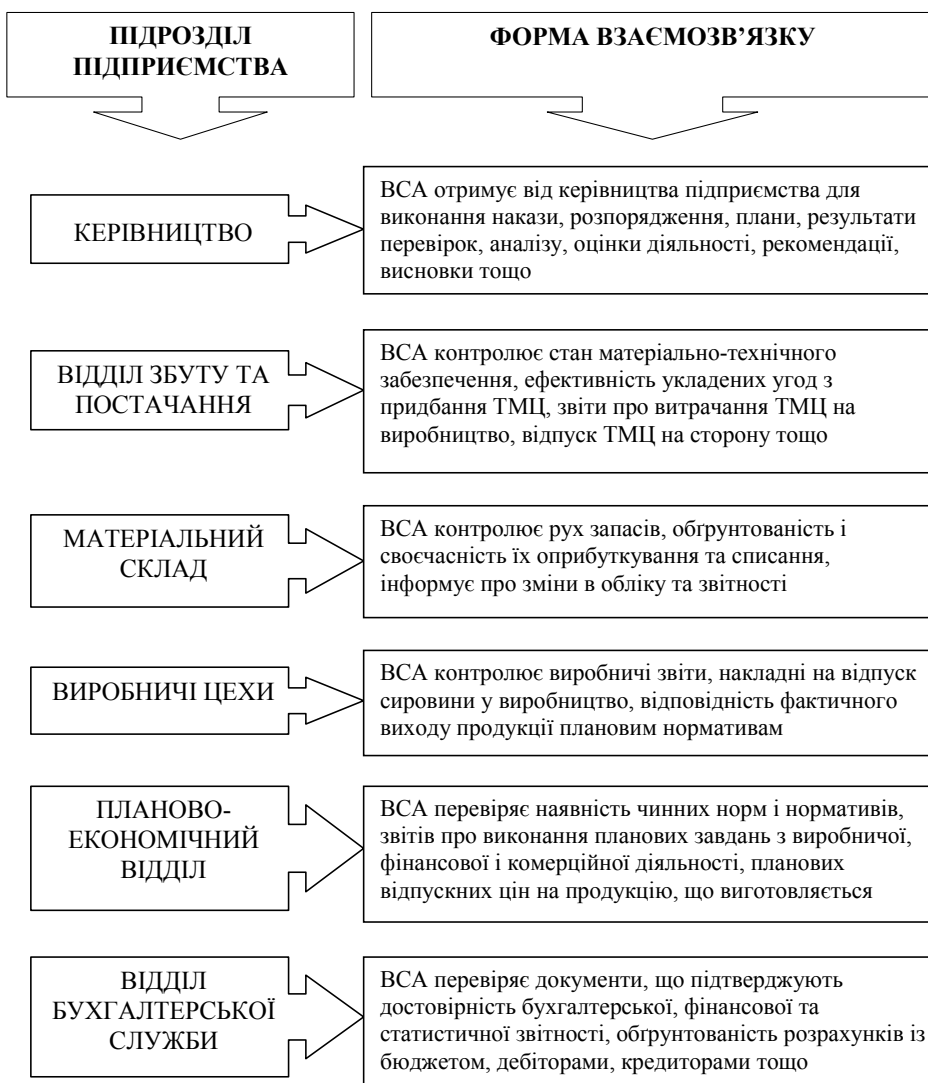 ПІДРОЗДІЛ
ПІДПРИЄМСТВА
ФОРМА ВЗАЄМОЗВ’ЯЗКУ
КЕРІВНИЦТВО
ВСА отримує від керівництва підприємства для
виконання накази, розпорядження, плани, результати
перевірок, аналізу, оцінки діяльності, рекомендації,
висновки тощо
ВІДДІЛ ЗБУТУ ТА
ПОСТАЧАННЯ
ВСА контролює стан матеріально-технічного
забезпечення, ефективність укладених угод з
придбання ТМЦ, звіти про витрачання ТМЦ на
виробництво, відпуск ТМЦ на сторону тощо
МАТЕРІАЛЬНИЙ
СКЛАД
ВСА контролює рух запасів, обґрунтованість і
своєчасність їх оприбуткування та списання,
інформує про зміни в обліку та звітності
ВИРОБНИЧІ ЦЕХИ
ВСА контролює виробничі звіти, накладні на відпуск
сировини у виробництво, відповідність фактичного
виходу продукції плановим нормативам
ПЛАНОВО-
ЕКОНОМІЧНИЙ
ВІДДІЛ
ВСА перевіряє наявність чинних норм і нормативів,
звітів про виконання планових завдань з виробничої,
фінансової і комерційної діяльності, планових
відпускних цін на продукцію, що виготовляється
ВІДДІЛ
БУХГАЛТЕРСЬКОЇ
СЛУЖБИ
ВСА перевіряє документи, що підтверджують
достовірність бухгалтерської, фінансової та
статистичної звітності, обґрунтованість розрахунків із
бюджетом, дебіторами, кредиторами тощо